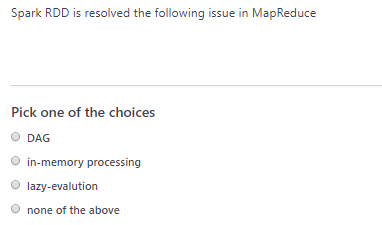 Spark RDD is resolved the following issue in MapReduce
Pick one of the choices
DAG
in-memory processing
lazy-evalution
none of the above